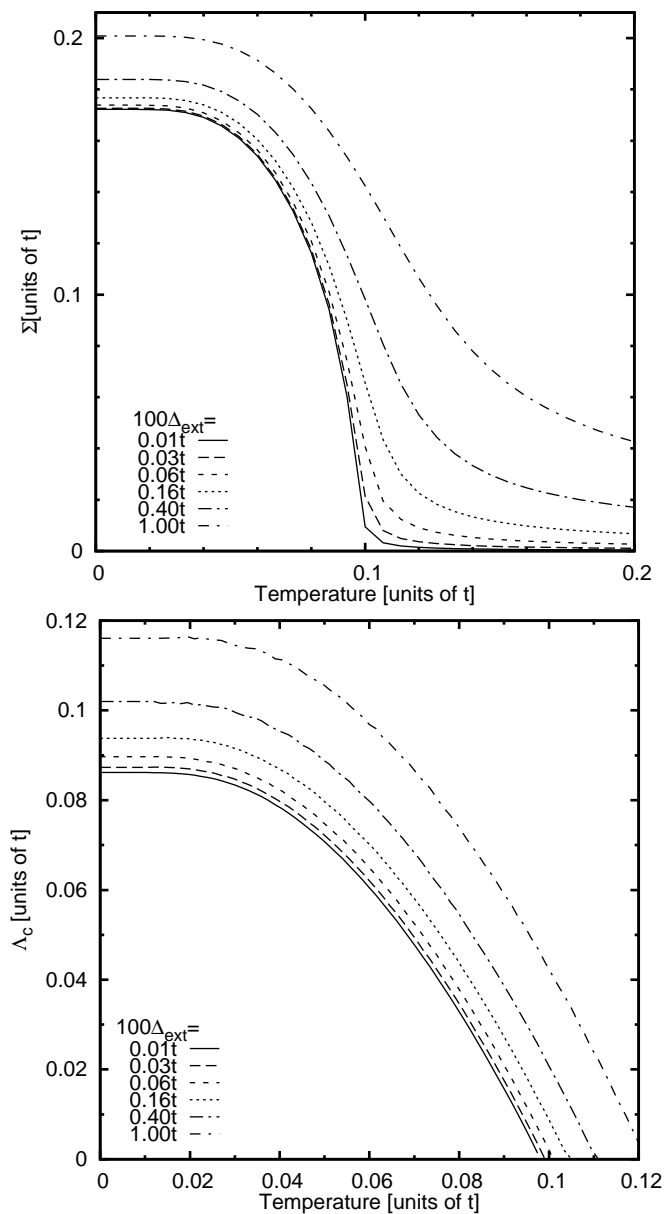 0.2
0.1
0
Σ[units of t]
100Δext=
0.01t
0.03t
0.06t
0.16t
0.40t
1.00t
0 0.1 0.2
Temperature [units of t]
0.12
0.1
0.08
0.06
0.04
0.02
0
Λc [units of t]
100Δext=
0.01t
0.03t
0.06t
0.16t
0.40t
1.00t
0 0.02 0.04 0.06 0.08 0.1 0.12
Temperature [units of t]